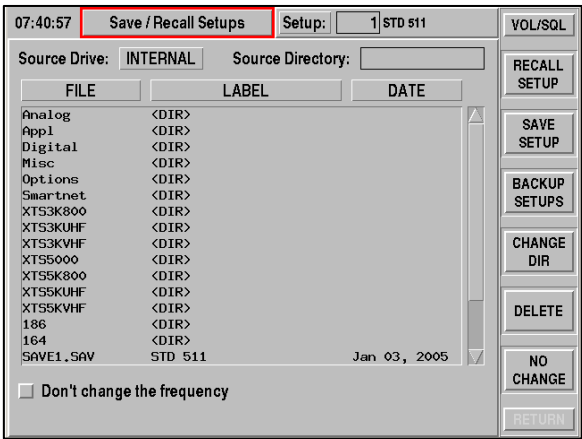 07:40:57 Save / Recall Setups Setup: 1 STD 511 VOL/SQL
Source Drive: INTERNAL Source Directory:
RECALL SETUP
FILE LABEL DATE
Analog <DIR>
Appl <DIR>
Digital <DIR>
Misc <DIR>
Options <DIR>
Smartnet <DIR>
XTS3K800 <DIR>
XTS3KUHF <DIR>
XTS3KVHF <DIR>
XTS5000 <DIR>
XTS5K800 <DIR>
XTS5KUHF <DIR>
XTS5KVHF <DIR>
186 <DIR>
164 <DIR>
SAVE1.SAV STD 511 Jan 03, 2005
Don't change the frequency
SAVE SETUP
BACKUP SETUPS
CHANGE DIR
DELETE
NO CHANGE
RETURN